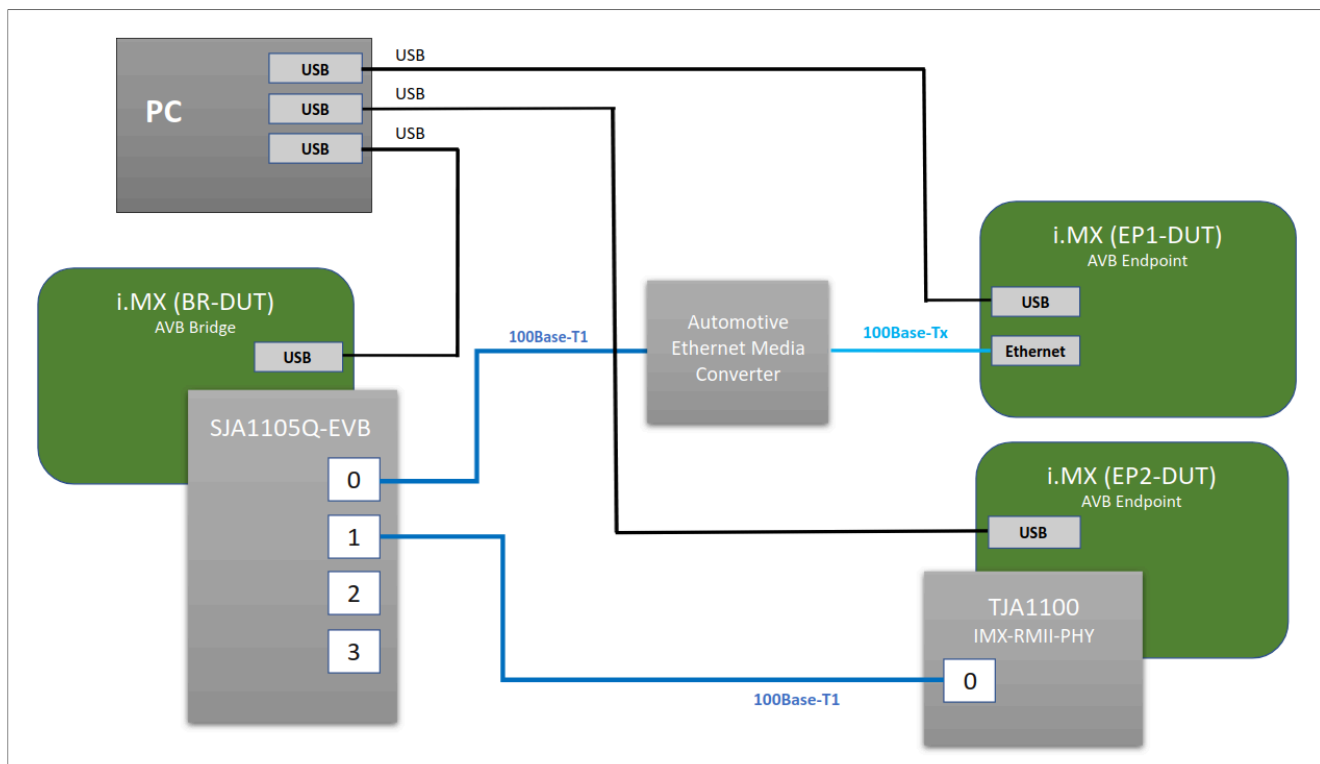 PC
USB
USB
USB
USB
USB
USB
i.MX (BR-DUT)
AVB Bridge
USB
SJA1105Q-EVB
0
1
2
3
100Base-T1
Automotive
Ethernet Media
Converter
100Base-Tx
i.MX (EP1-DUT)
AVB Endpoint
USB
Ethernet
i.MX (EP2-DUT)
AVB Endpoint
USB
TJA1100
IMX-RMII-PHY
0
100Base-T1